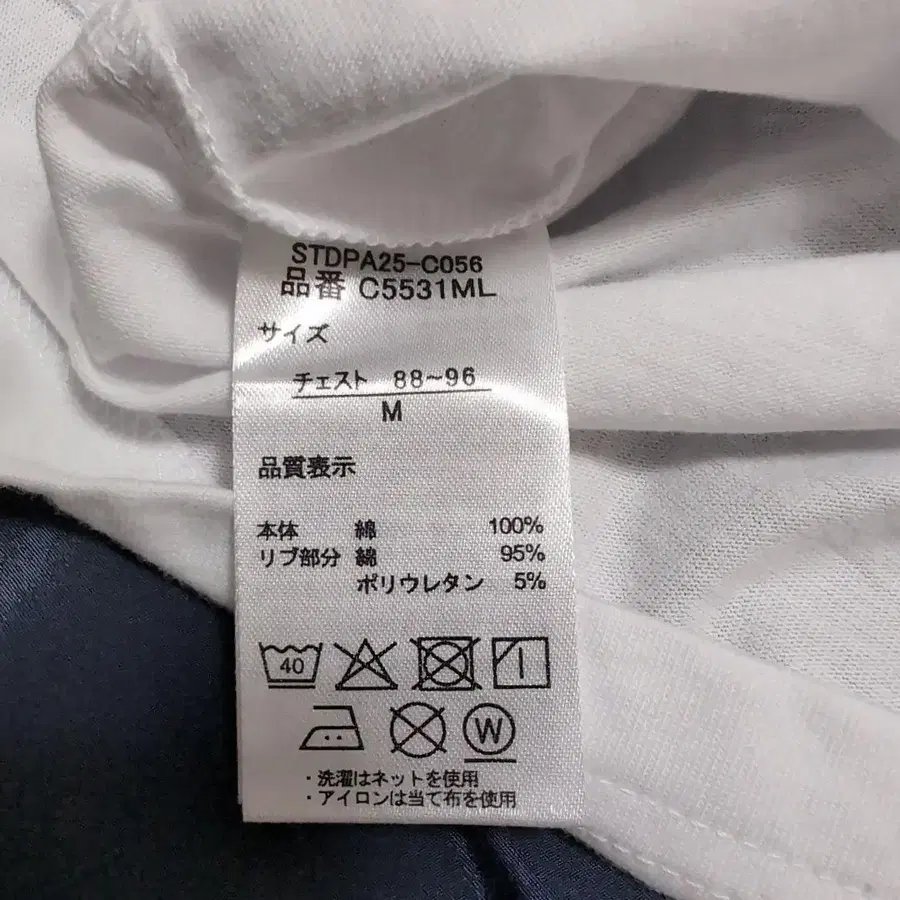 STDPA25-C056
品番 C5531ML
サイズ
チェスト 88~96
M
品質表示
本体 綿 100%
リブ部分 綿 95%
ポリウレタン 5%
40
W
・洗濯はネットを使用
・アイロンは当て布を使用